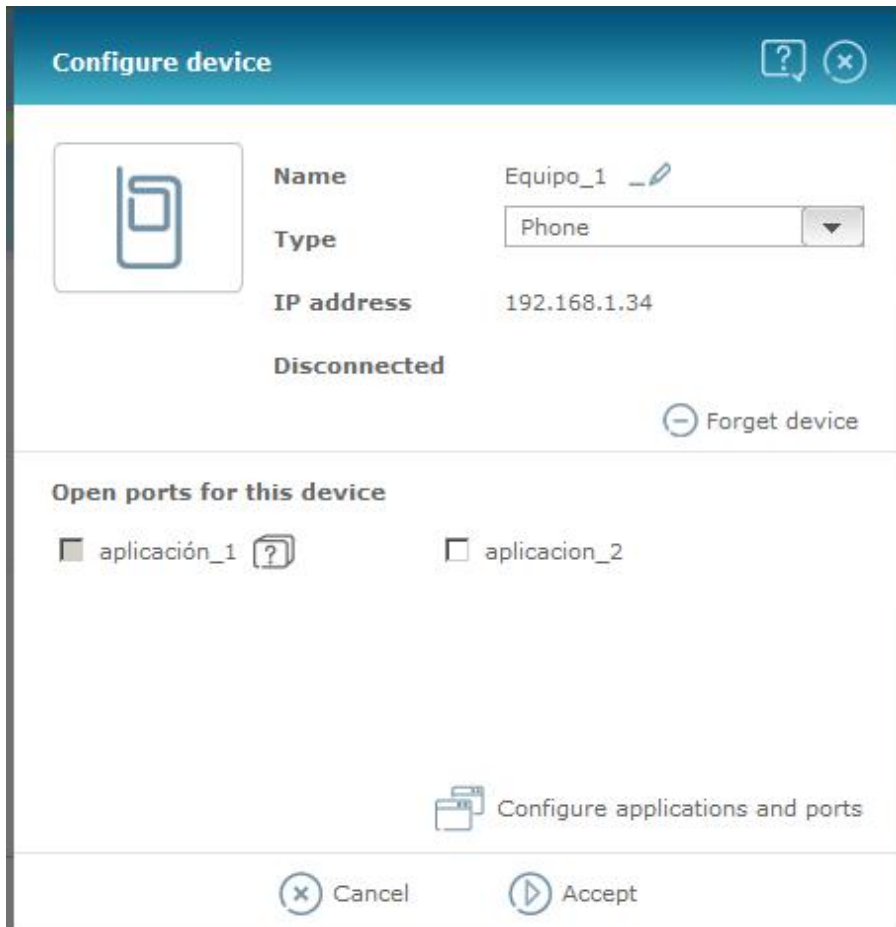 Configure device
Name Equipo_1
Type Phone
IP address 192.168.1.34
Disconnected
Forget device
Open ports for this device
aplicación_1 ? aplicacion_2
Configure applications and ports
Cancel Accept